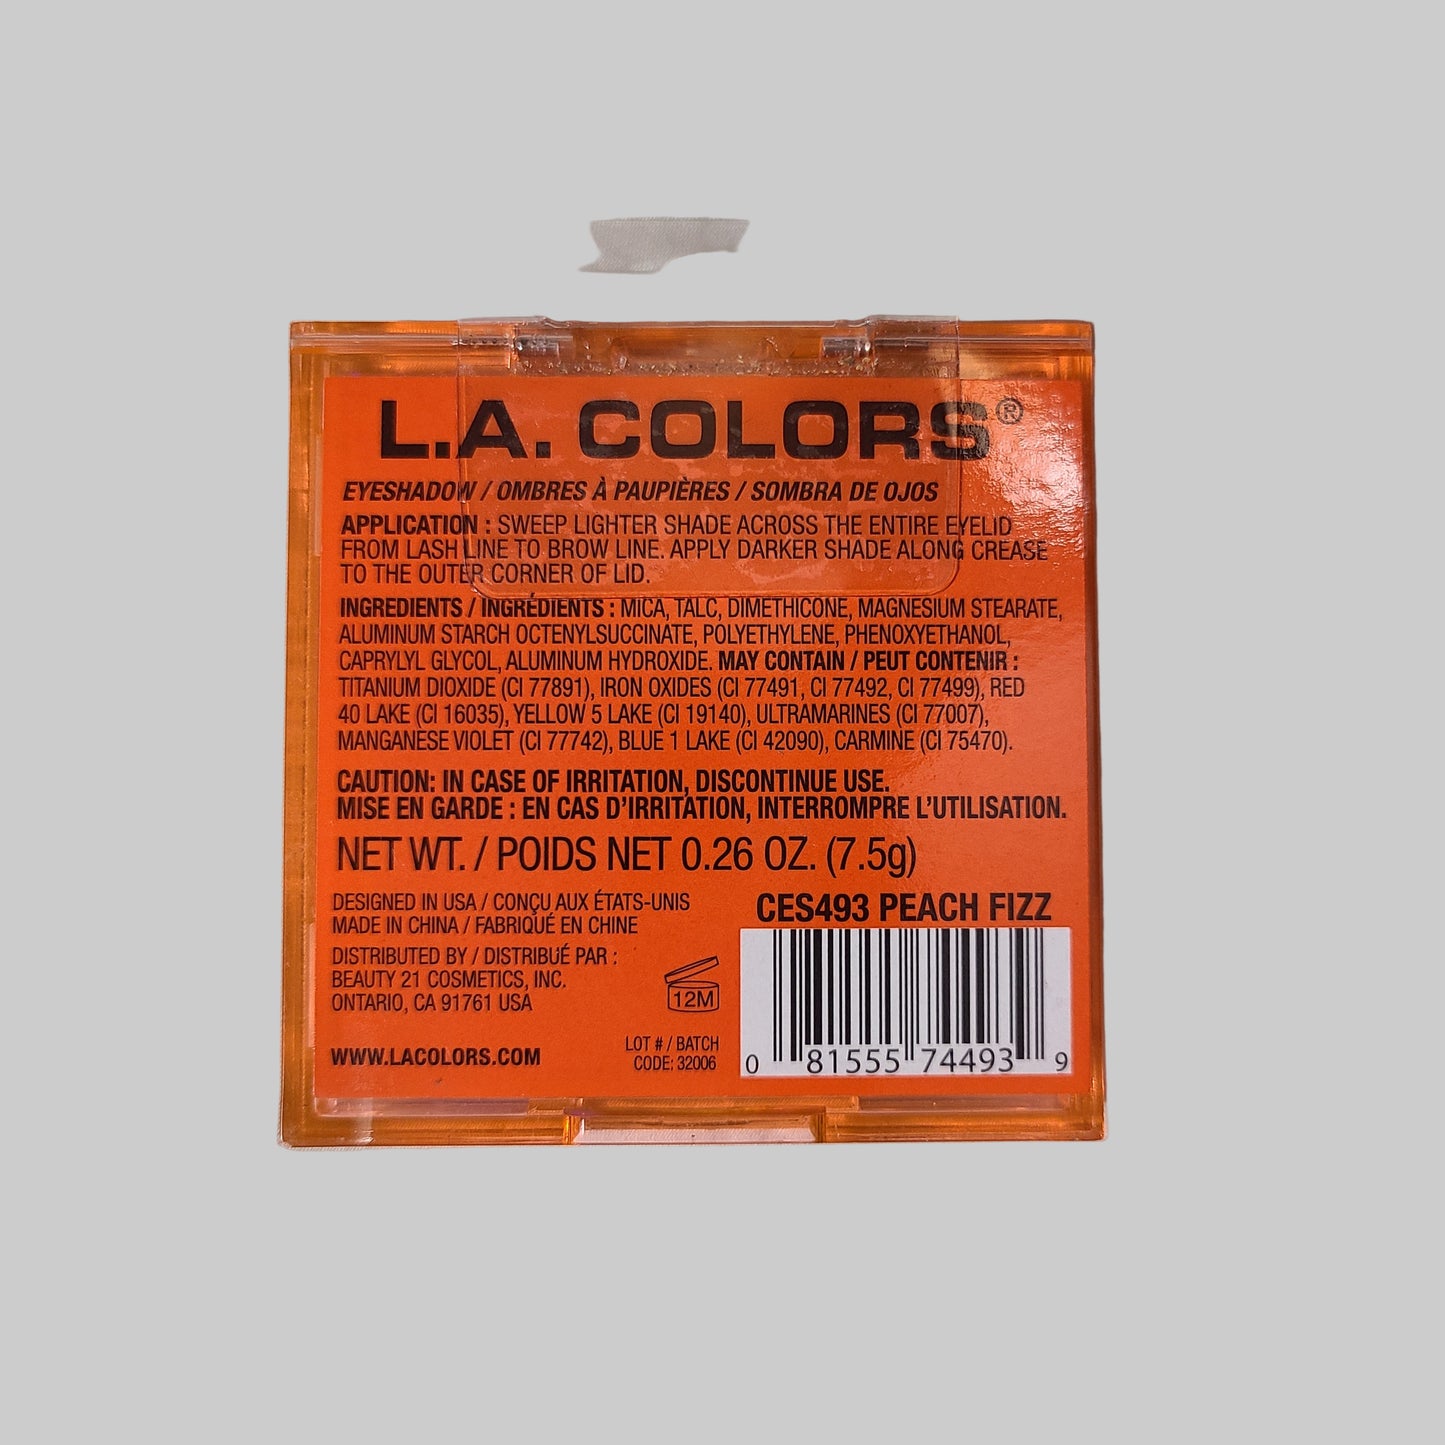 L.A. COLORS®
EYESHADOW / OMBRES À PAUPIÈRES / SOMBRA DE OJOS
APPLICATION : SWEEP LIGHTER SHADE ACROSS THE ENTIRE EYELID
FROM LASH LINE TO BROW LINE. APPLY DARKER SHADE ALONG CREASE
TO THE OUTER CORNER OF LID.
INGREDIENTS / INGRÉDIENTS : MICA, TALC, DIMETHICONE, MAGNESIUM STEARATE,
ALUMINUM STARCH OCTENYLSUCCINATE, POLYETHYLENE, PHENOXYETHANOL,
CAPRYLYL GLYCOL, ALUMINUM HYDROXIDE. MAY CONTAIN / PEUT CONTENIR :
TITANIUM DIOXIDE (CI 77891), IRON OXIDES (CI 77491, CI 77492, CI 77499), RED
40 LAKE (CI 16035), YELLOW 5 LAKE (CI 19140), ULTRAMARINES (CI 77007),
MANGANESE VIOLET (CI 77742), BLUE 1 LAKE (CI 42090), CARMINE (CI 75470).
CAUTION: IN CASE OF IRRITATION, DISCONTINUE USE.
MISE EN GARDE : EN CAS D'IRRITATION, INTERROMPRE L'UTILISATION.
NET WT. / POIDS NET 0.26 OZ. (7.5g)
DESIGNED IN USA / CONÇU AUX ÉTATS-UNIS
MADE IN CHINA / FABRIQUÉ EN CHINE
DISTRIBUTED BY / DISTRIBUÉ PAR :
BEAUTY 21 COSMETICS, INC.
ONTARIO, CA 91761 USA
12M
WWW.LACOLORS.COM
LOT # / BATCH
CODE: 32006
CES493 PEACH FIZZ
0 81555 74493 9